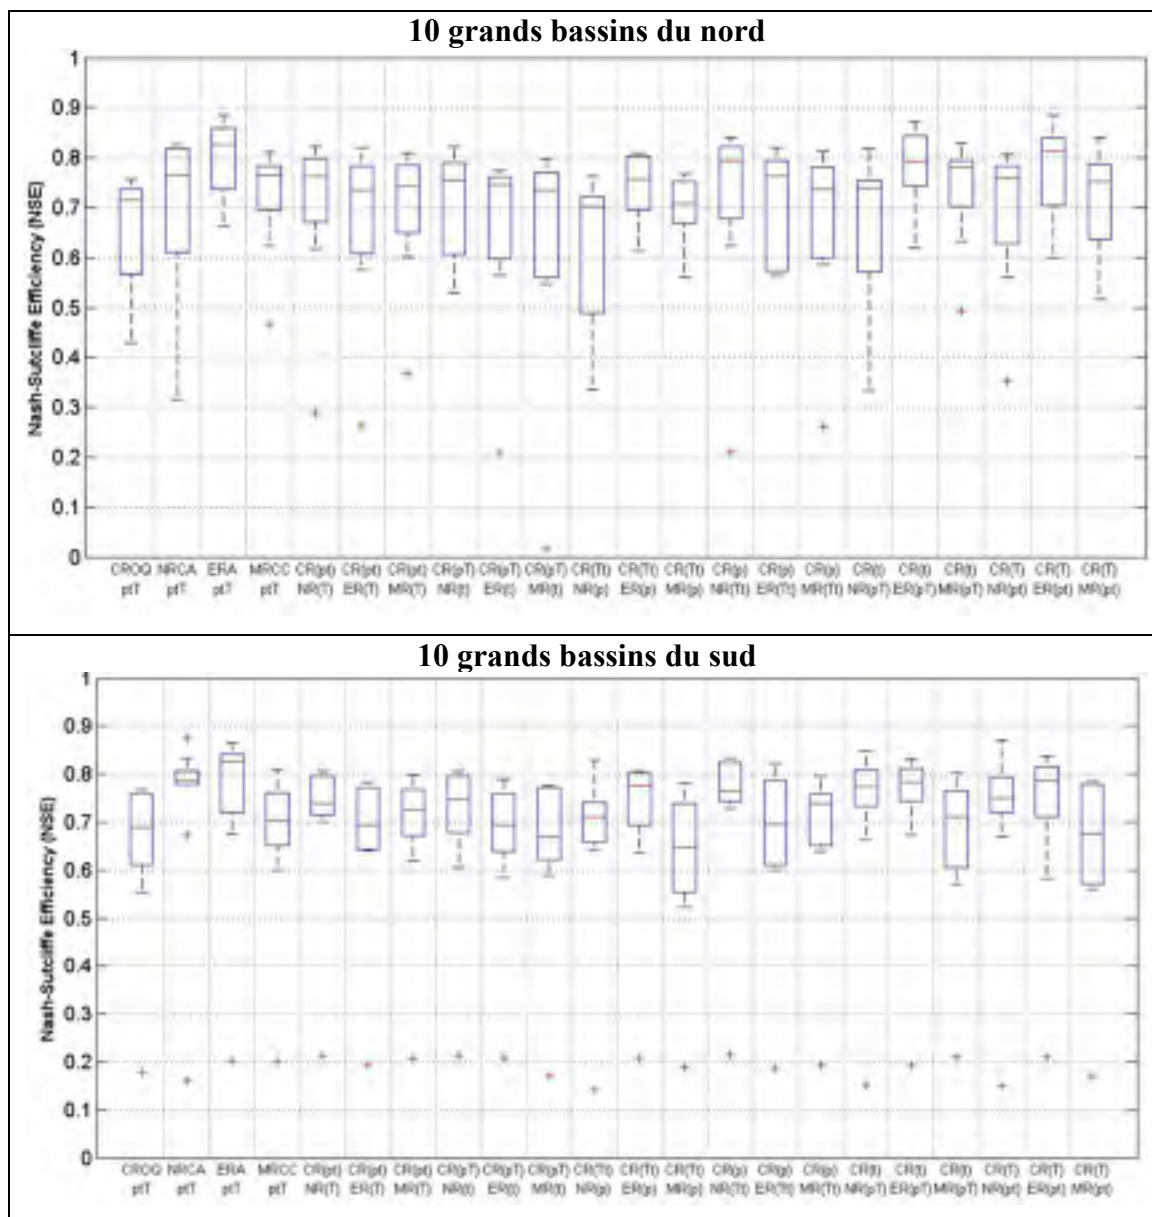 10 grands bassins du nord
1
0.9
0.8
0.7
0.6
0.5
0.4
0.3
0.2
0.1
0
Nash-Sutcliffe Efficiency (NSE)
CROQ NRCA ERA MRCC CR(pt) CR(pt) CR(pt) CR(pT) CR(pT) CR(pT) CR(Tt) CR(Tt) CR(Tt) CR(p) CR(p) CR(p) CR(t) CR(t) CR(t) CR(T) CR(T) CR(T)
ptT ptT ptT ptT NR(T) ER(T) MR(T) NR(t) ER(t) MR(t) NR(p) ER(p) MR(p) NR(Tt) ER(Tt) MR(Tt) NR(pT) ER(pT) MR(pT) NR(pt) ER(pt) MR(pt)
10 grands bassins du sud
1
0.9
0.8
0.7
0.6
0.5
0.4
0.3
0.2
0.1
0
Nash-Sutcliffe Efficiency (NSE)
CROQ NRCA ERA MRCC CR(pt) CR(pt) CR(pt) CR(pT) CR(pT) CR(pT) CR(Tt) CR(Tt) CR(Tt) CR(p) CR(p) CR(p) CR(t) CR(t) CR(t) CR(T) CR(T) CR(T)
ptT ptT ptT ptT NR(T) ER(T) MR(T) NR(t) ER(t) MR(t) NR(p) ER(p) MR(p) NR(Tt) ER(Tt) MR(Tt) NR(pT) ER(pT) MR(pT) NR(pt) ER(pt) MR(pt)